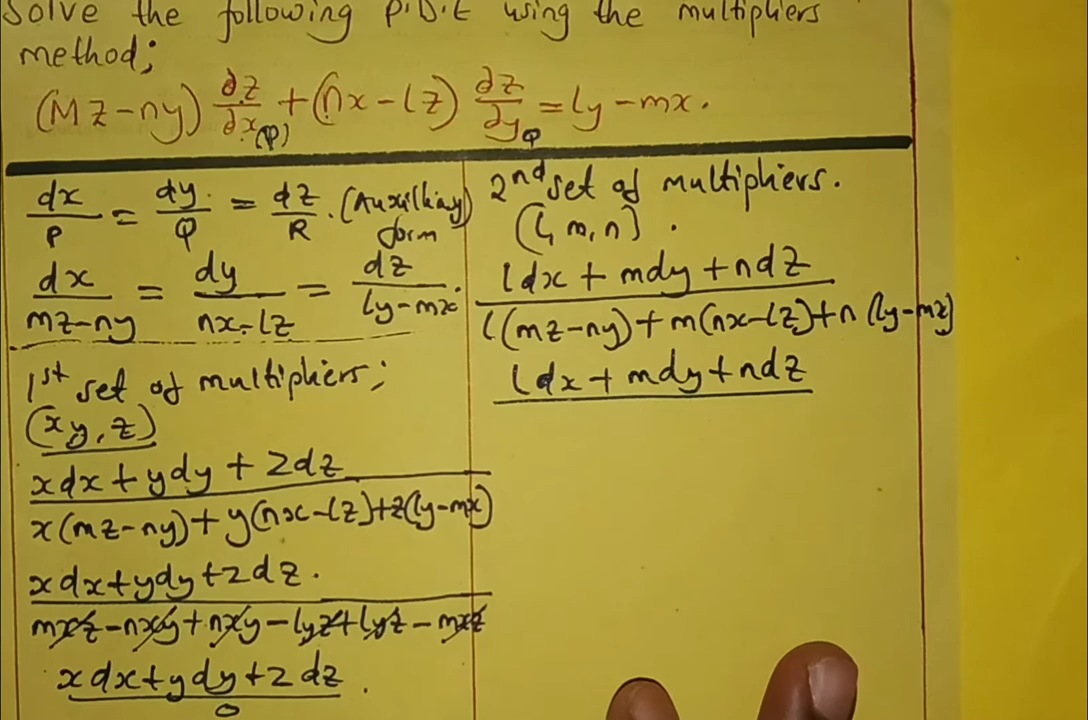 Solve the following P.D.E using the multipliers
method;
(Mz-ny) ∂z/∂x (P) + (nx-lz) ∂z/∂y Q = ly-mx.
dx/P = dy/Q = dz/R. (Auxilliary form
dx/mz-ny = dy/nx-lz = dz/ly-mx.
1st set of multipliers;
(x y, z)
xdx+ydy+zdz
x(mz-ny)+y(nx-lz)+z(ly-mx)
xdx+ydy+zdz.
mxz-nxy+nxy-lyz+lyz-mxz
xdx+ydy+zdz.
0
2nd set of multipliers.
(l, m, n) .
ldx+mdy+ndz
l(mz-ny)+m(nx-lz)+n(ly-mx)
ldx+mdy+ndz